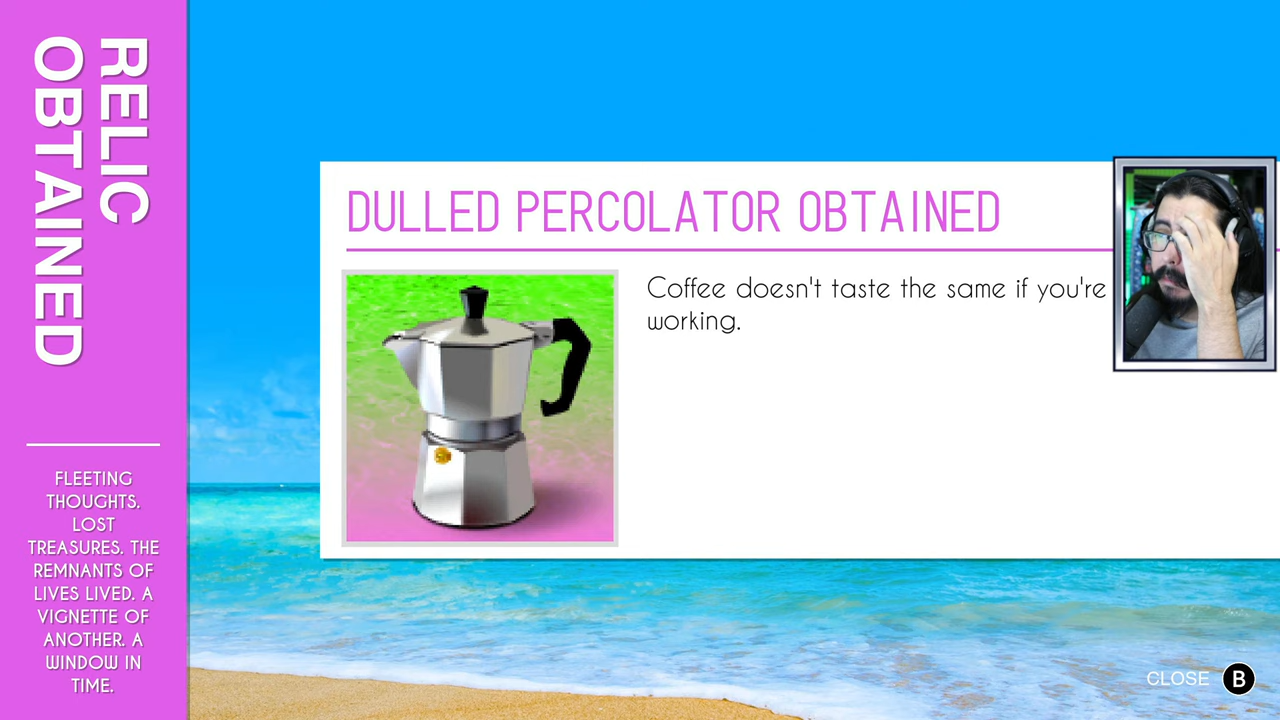 RELIC
OBTAINED
FLEETING
THOUGHTS.
LOST
TREASURES. THE
REMNANTS OF
LIVES LIVED. A
VIGNETTE OF
ANOTHER. A
WINDOW IN
TIME.
DULLED PERCOLATOR OBTAINED
Coffee doesn't taste the same if you're
working.
CLOSE B